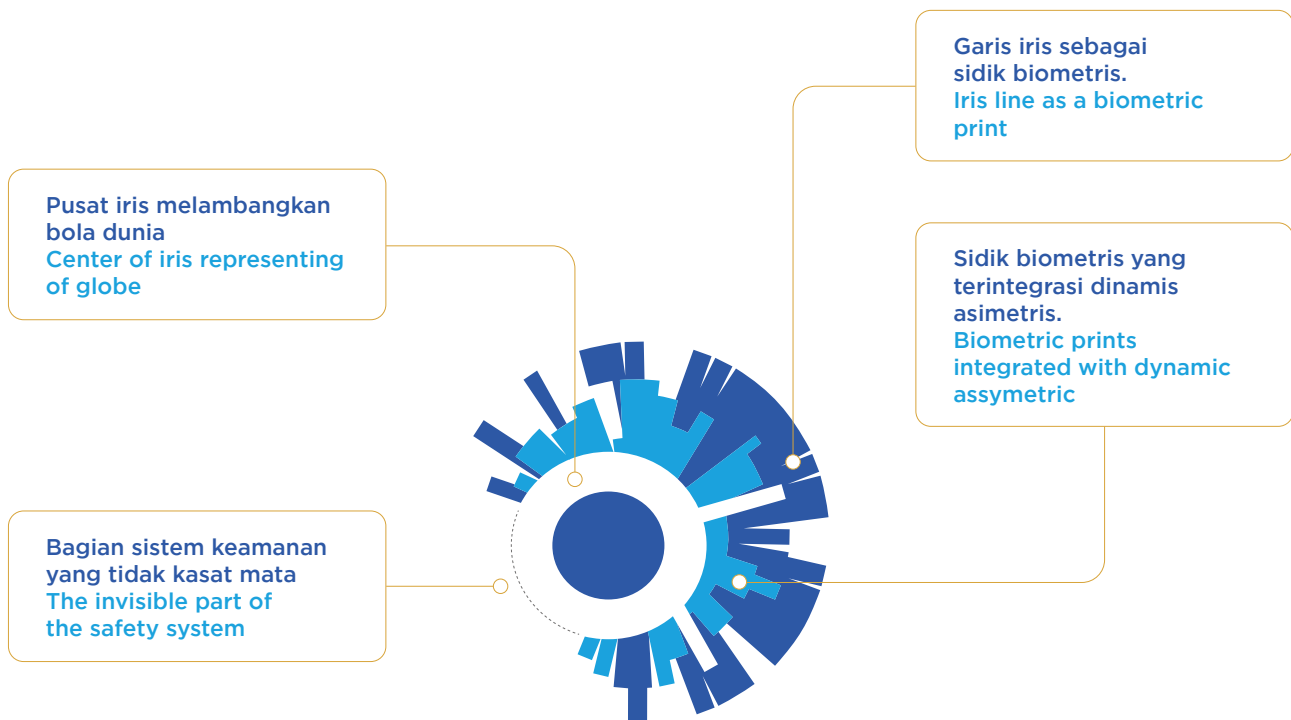 Garis iris sebagai
sidik biometris.
Iris line as a biometric
print
Pusat iris melambangkan
bola dunia
Center of iris representing
of globe
Sidik biometris yang
terintegrasi dinamis
asimetris.
Biometric prints
integrated with dynamic
assymetric
Bagian sistem keamanan
yang tidak kasat mata
The invisible part of
the safety system